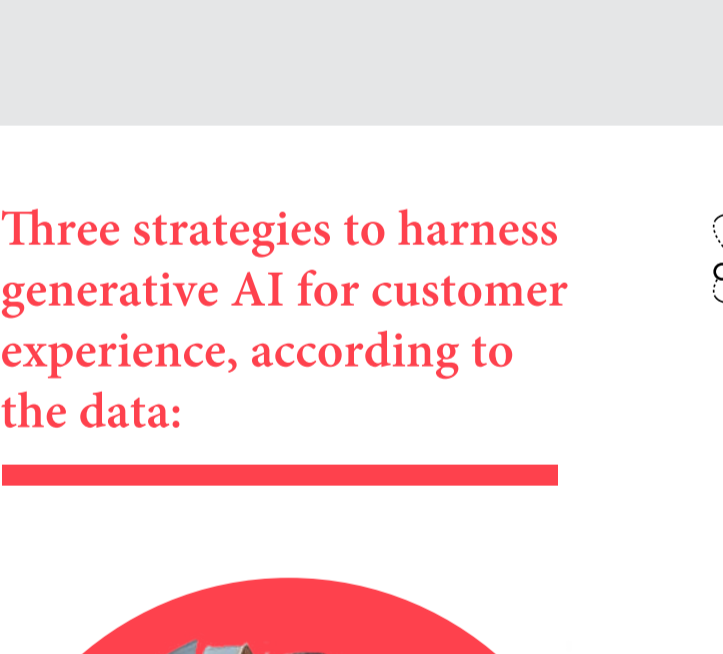 Three strategies to harness
generative AI for customer
experience, according to
the data: